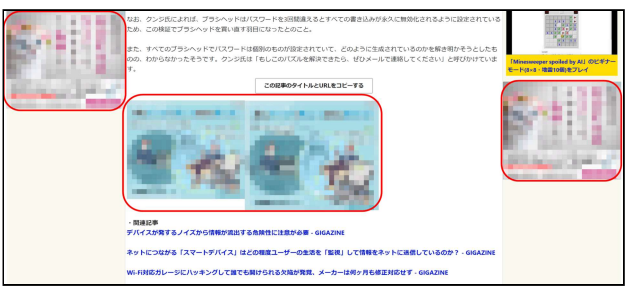 なお、クンジ氏によれば、ブラシヘッドはパスワードを3回間違えるとすべての書き込みが永久に無効化されるように設定されている
ため、この検証でブラシヘッドを買い直す羽目になったとのこと。
また、すべてのブラシヘッドでパスワードは個別のものが設定されていて、どのように生成されているのかを解き明かそうとしたも
のの、わからなかったそうです。クンジ氏は「もしこのパズルを解決できたら、ぜひメールで連絡してください」と呼びかけていま
す。
この記事のタイトルとURLをコピーする
・関連記事
デバイスが発するノイズから情報が流出する危険性に注意が必要 - GIGAZINE
ネットにつながる「スマートデバイス」はどの程度ユーザーの生活を「監視」して情報をネットに送信しているのか？ - GIGAZINE
Wi-Fi対応ガレージにハッキングして誰でも開けられる欠陥が発覚、メーカーは何ヶ月も修正対応せず - GIGAZINE
「Minesweeper spoiled by AI」のビギナー
モード(8×8・地雷10個)をプレイ